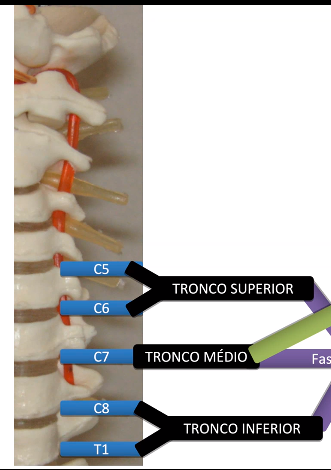 C5
TRONCO SUPERIOR
C6
C7
TRONCO MÉDIO
Fas
C8
TRONCO INFERIOR
T1